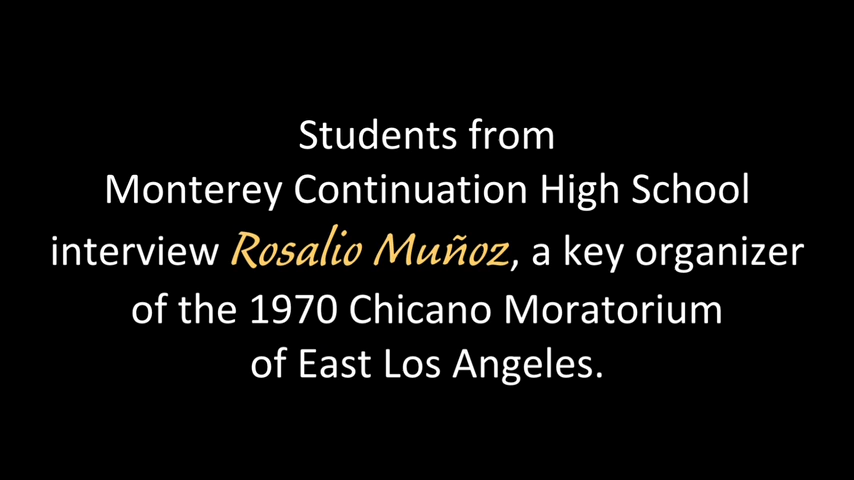 Students from
Monterey Continuation High School
interview Rosalio Muñoz, a key organizer
of the 1970 Chicano Moratorium
of East Los Angeles.